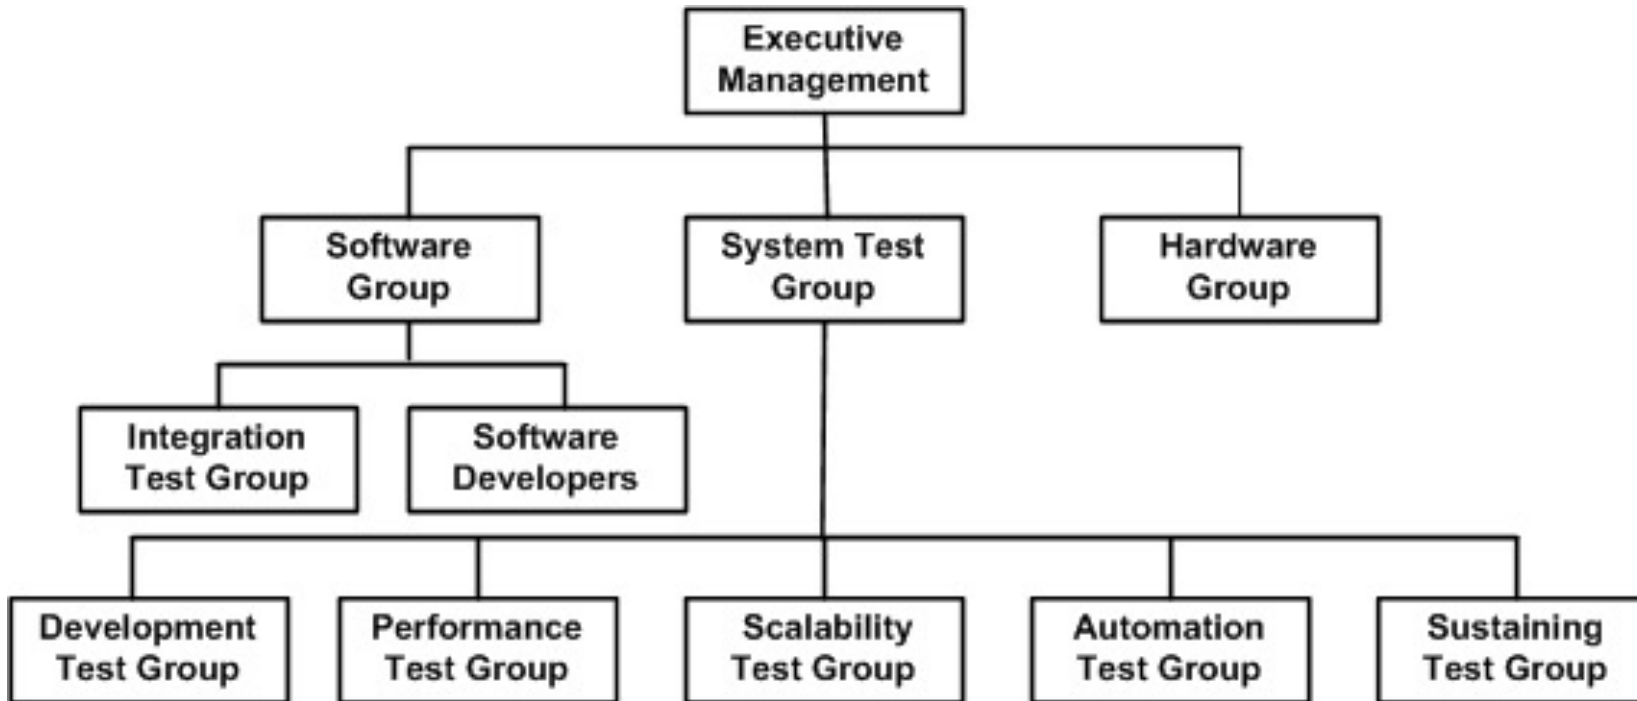 Executive
Management
Software
Group
System Test
Group
Hardware
Group
Integration
Test Group
Software
Developers
Development
Test Group
Performance
Test Group
Scalability
Test Group
Automation
Test Group
Sustaining
Test Group